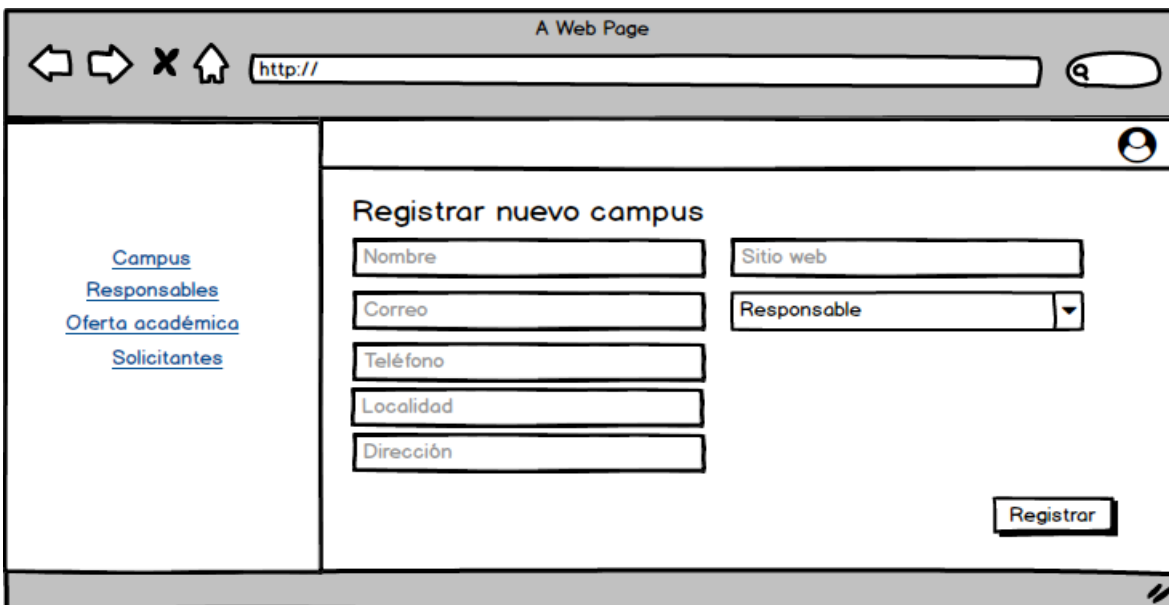 A Web Page
http://
Campus
Responsables
Oferta académica
Solicitantes
Registrar nuevo campus
Nombre
Sitio web
Correo
Responsable
Teléfono
Localidad
Dirección
Registrar